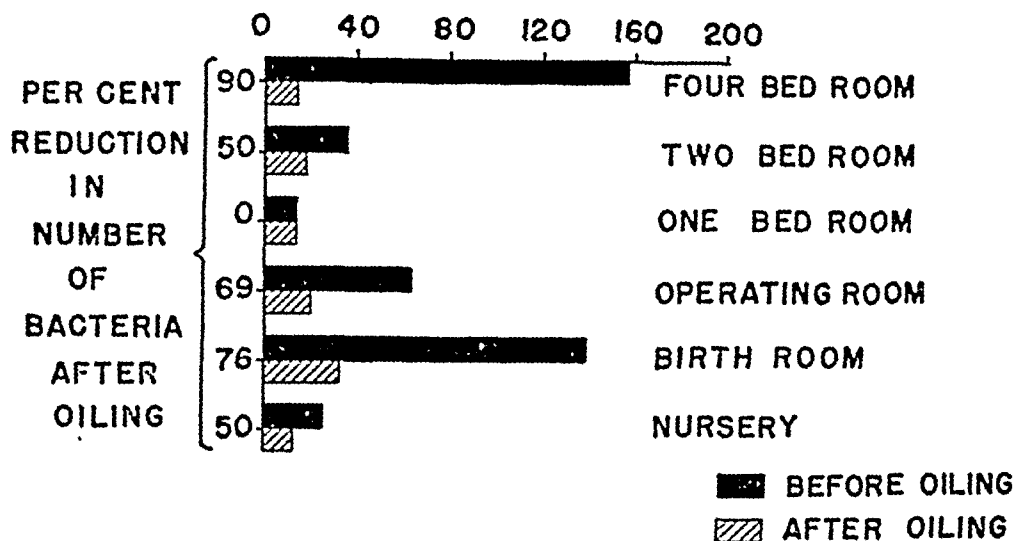 0 40 80 120 160 200
PER CENT
REDUCTION
IN
NUMBER
OF
BACTERIA
AFTER
OILING
90 FOUR BED ROOM
50 TWO BED ROOM
0 ONE BED ROOM
69 OPERATING ROOM
76 BIRTH ROOM
50 NURSERY
BEFORE OILING
AFTER OILING